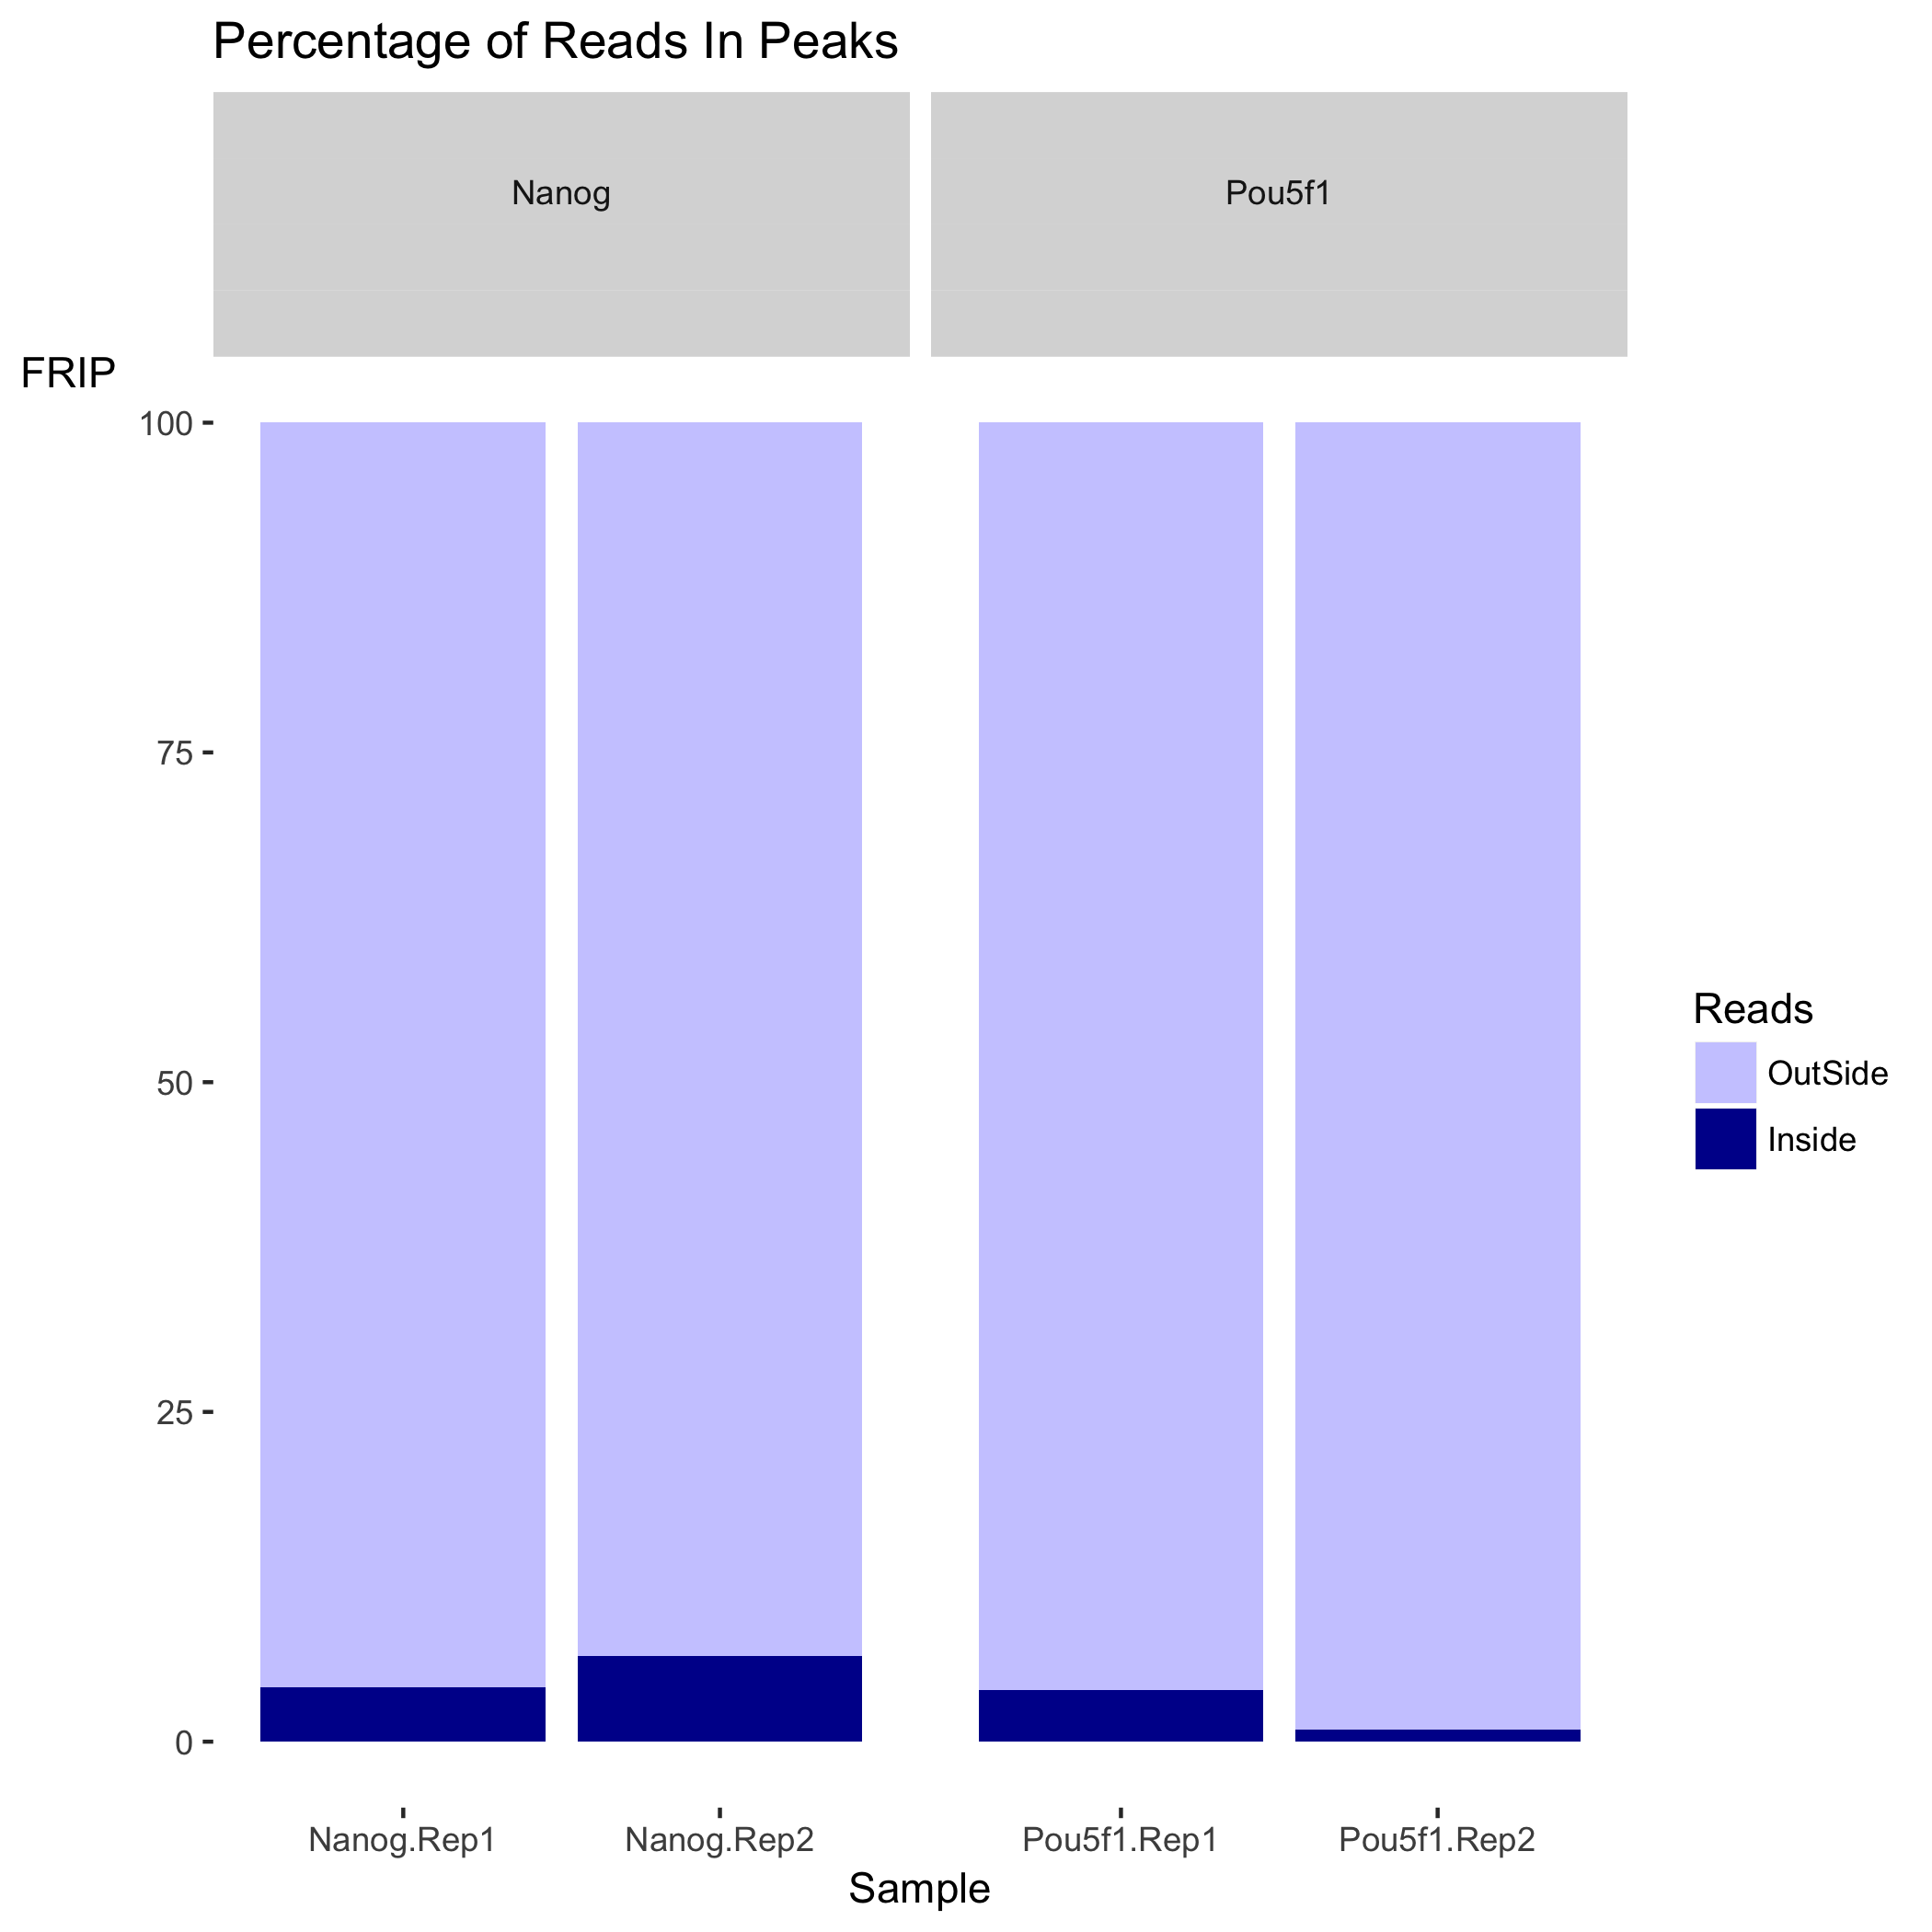 Percentage of Reads In Peaks
Nanog
Pou5f1
FRIP
100
75
50
25
0
Nanog.Rep1
Nanog.Rep2
Pou5f1.Rep1
Pou5f1.Rep2
Sample
Reads
OutSide
Inside